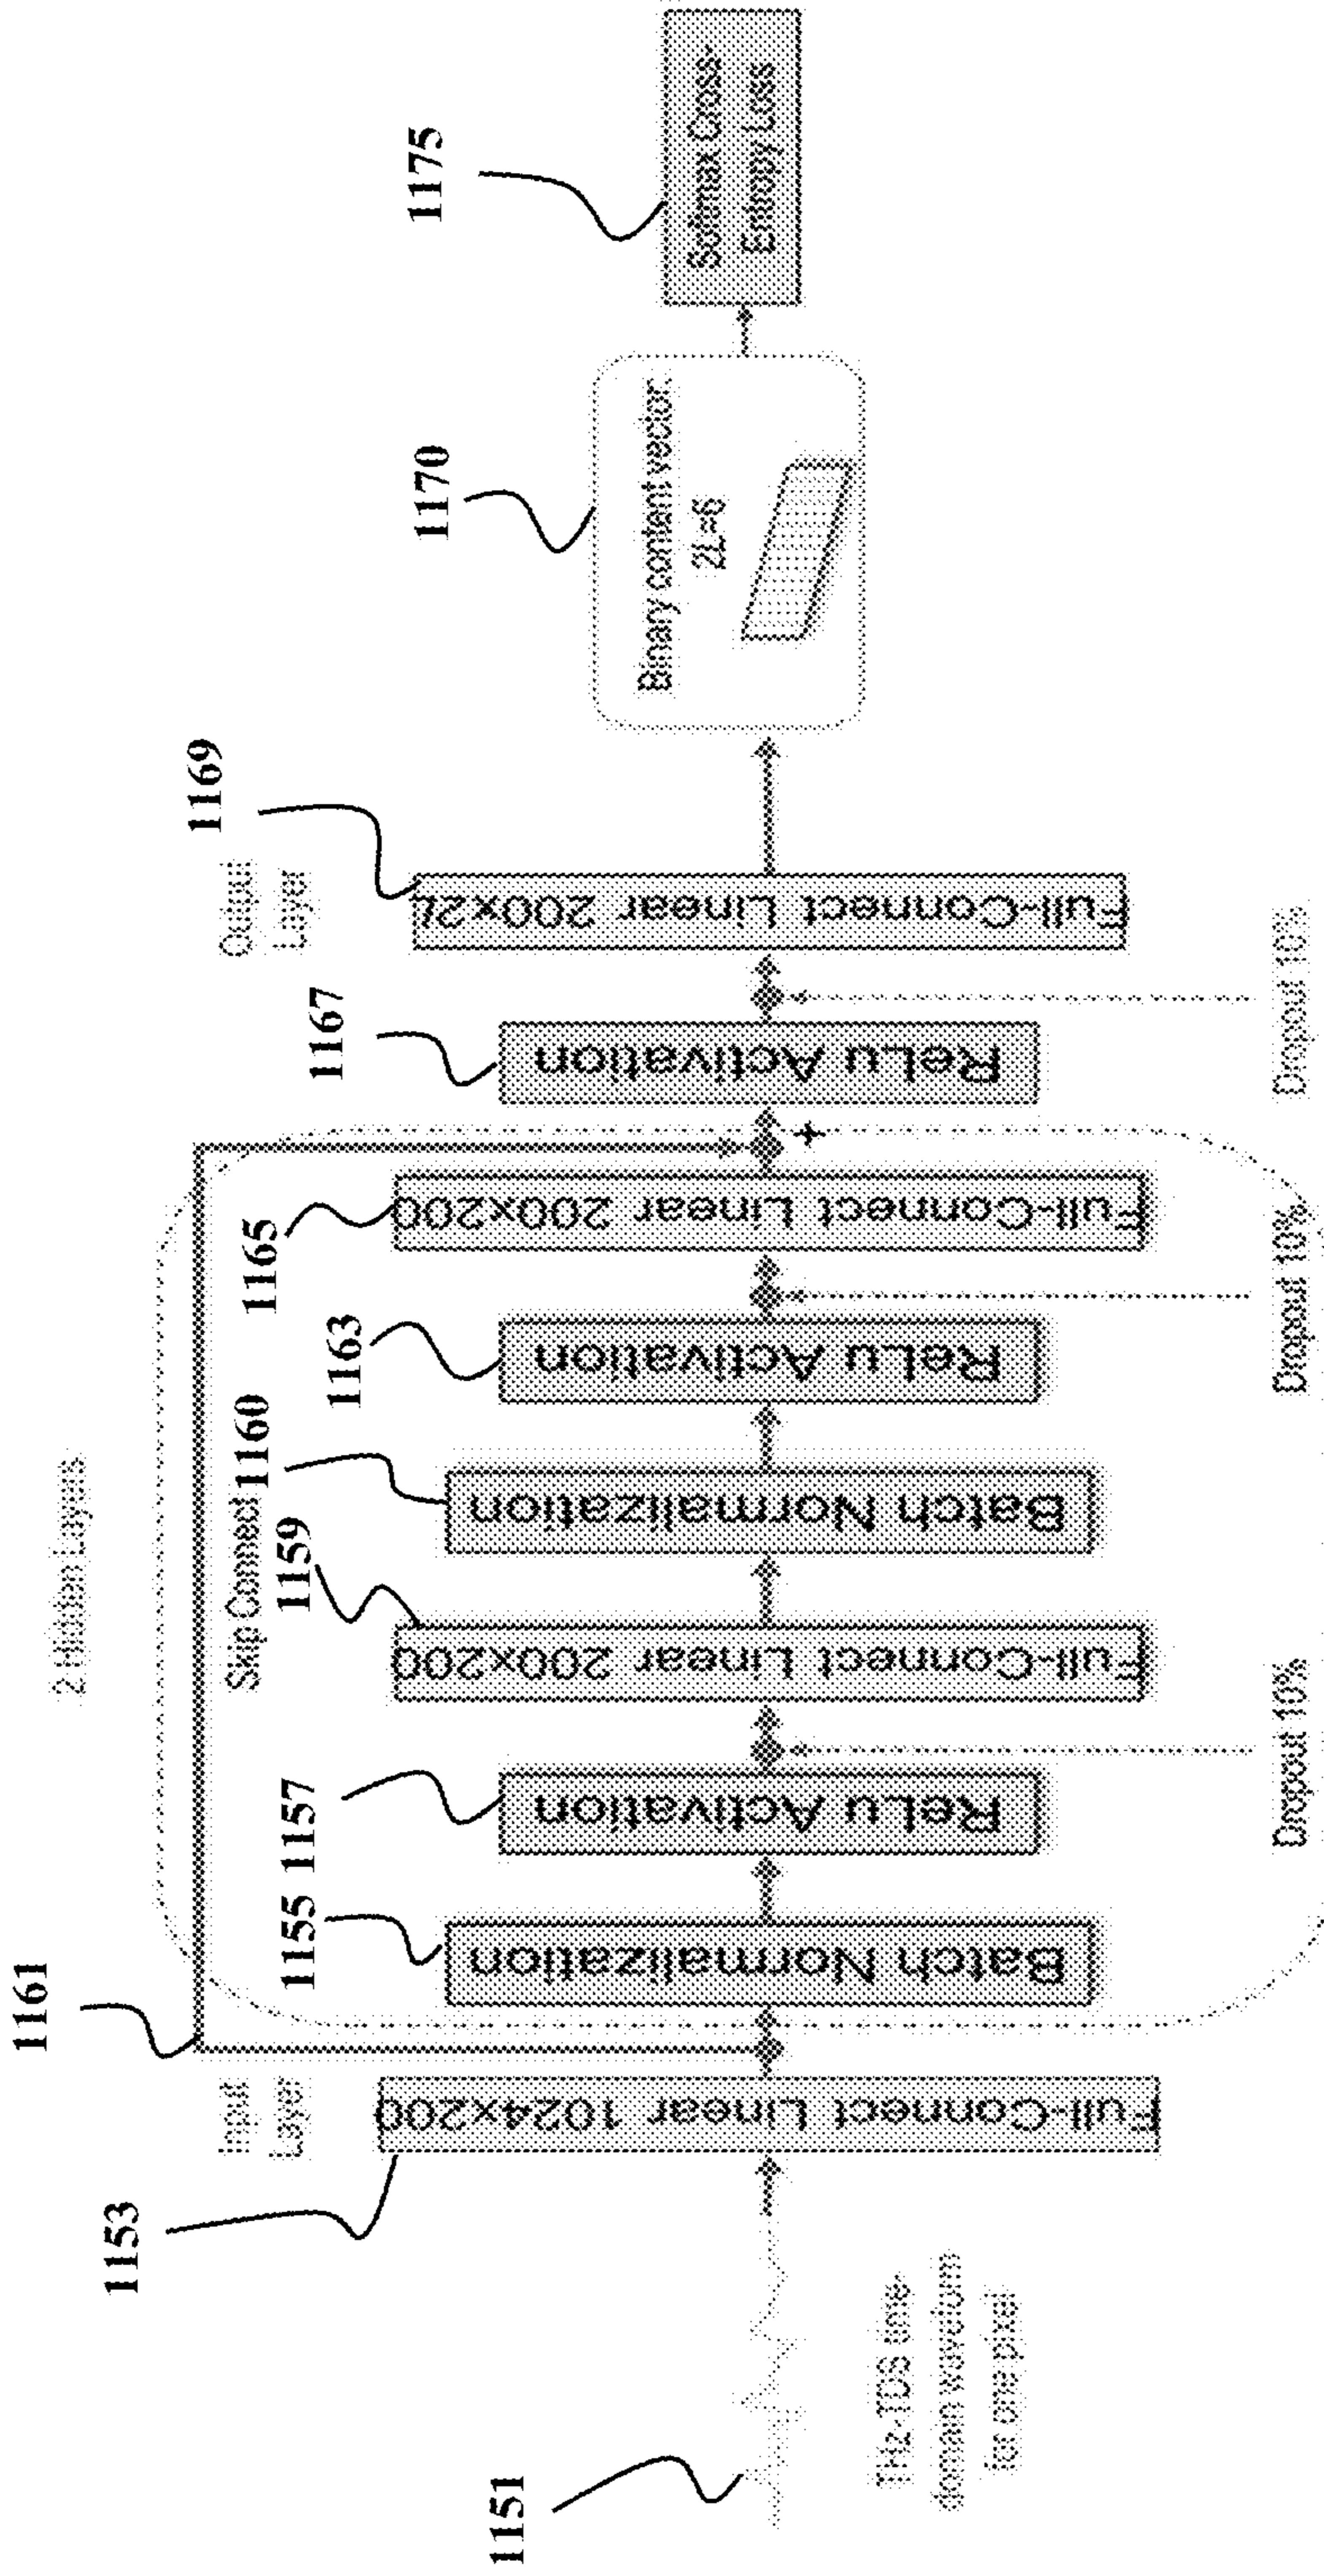 1151
THz-TDS time-
domain waveform
for one pixel
1153
Input
Layer
Full-Connect Linear 1024x200
1161
2 Hidden Layers
Skip Connect
1155
Batch Normalization
1157
ReLu Activation
Dropout 10%
1159
Full-Connect Linear 200x200
1160
Batch Normalization
1163
ReLu Activation
Dropout 10%
1165
Full-Connect Linear 200x200
+
1167
ReLu Activation
Dropout 10%
Output
Layer
1169
Full-Connect Linear 200x2L
1170
Binary content vector
2L=6
1175
Softmax Cross-
Entropy Loss